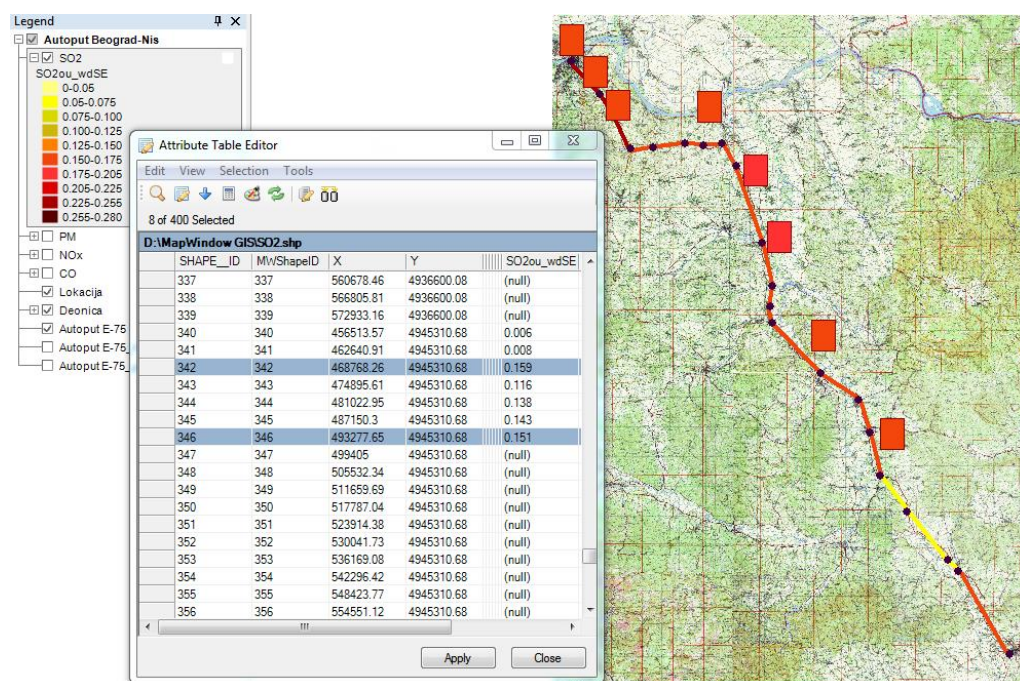 Legend
Autoput Beograd-Nis
SO2
SO2ou_wdSE
0-0.05
0.05-0.075
0.075-0.100
0.100-0.125
0.125-0.150
0.150-0.175
0.175-0.205
0.205-0.225
0.225-0.255
0.255-0.280
PM
NOx
CO
Lokacija
Deonica
Autoput E-75
Autoput E-75_
Autoput E-75_
Attribute Table Editor
Edit View Selection Tools
8 of 400 Selected
D:\MapWindow GIS\SO2.shp
SHAPE__ID MWShapeID X Y SO2ou_wdSE
337 337 560678.46 4936600.08 (null)
338 338 566805.81 4936600.08 (null)
339 339 572933.16 4936600.08 (null)
340 340 456513.57 4945310.68 0.006
341 341 462640.91 4945310.68 0.008
342 342 468768.26 4945310.68 0.159
343 343 474895.61 4945310.68 0.116
344 344 481022.95 4945310.68 0.138
345 345 487150.3 4945310.68 0.143
346 346 493277.65 4945310.68 0.151
347 347 499405 4945310.68 (null)
348 348 505532.34 4945310.68 (null)
349 349 511659.69 4945310.68 (null)
350 350 517787.04 4945310.68 (null)
351 351 523914.38 4945310.68 (null)
352 352 530041.73 4945310.68 (null)
353 353 536169.08 4945310.68 (null)
354 354 542296.42 4945310.68 (null)
355 355 548423.77 4945310.68 (null)
356 356 554551.12 4945310.68 (null)
Apply Close